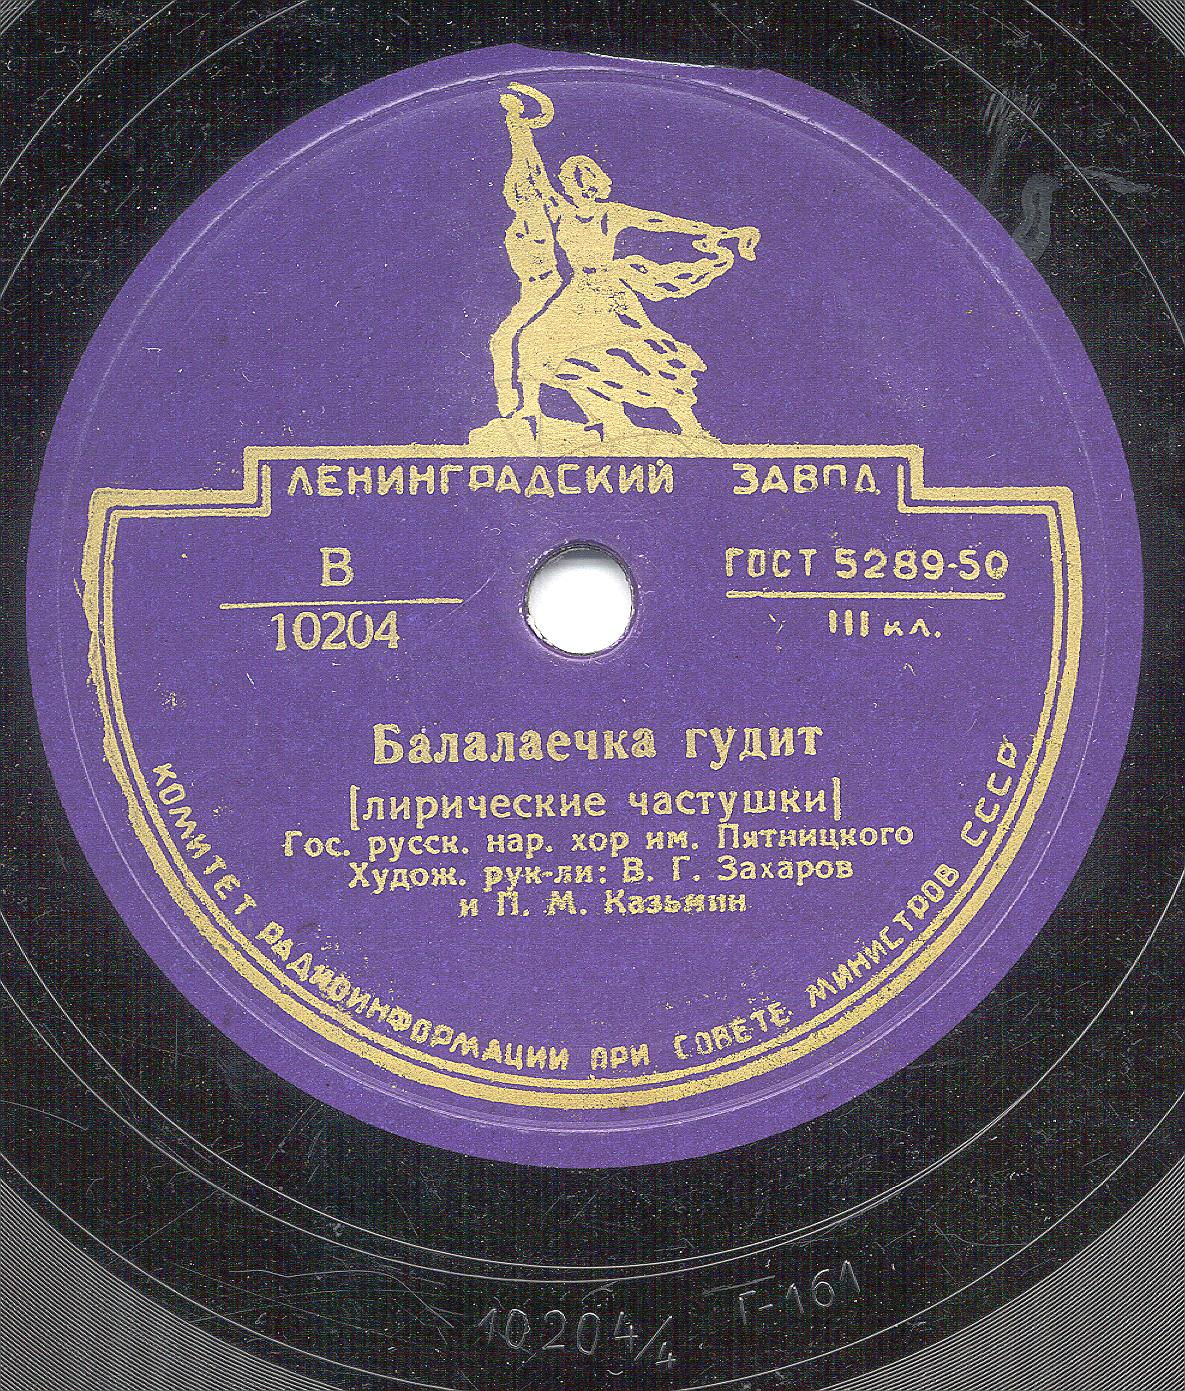 ЛЕНИНГРАДСКИЙ ЗАВОД
В
10204
ГОСТ 5289-50
III кл.
Балалаечка гудит
[лирические частушки]
Гос. русск. нар. хор им. Пятницкого
Худож. рук-ли: В. Г. Захаров
и П. М. Казьмин
КОМИТЕТ РАДИОИНФОРМАЦИИ ПРИ СОВЕТЕ МИНИСТРОВ СССР
10204/4 Г-161